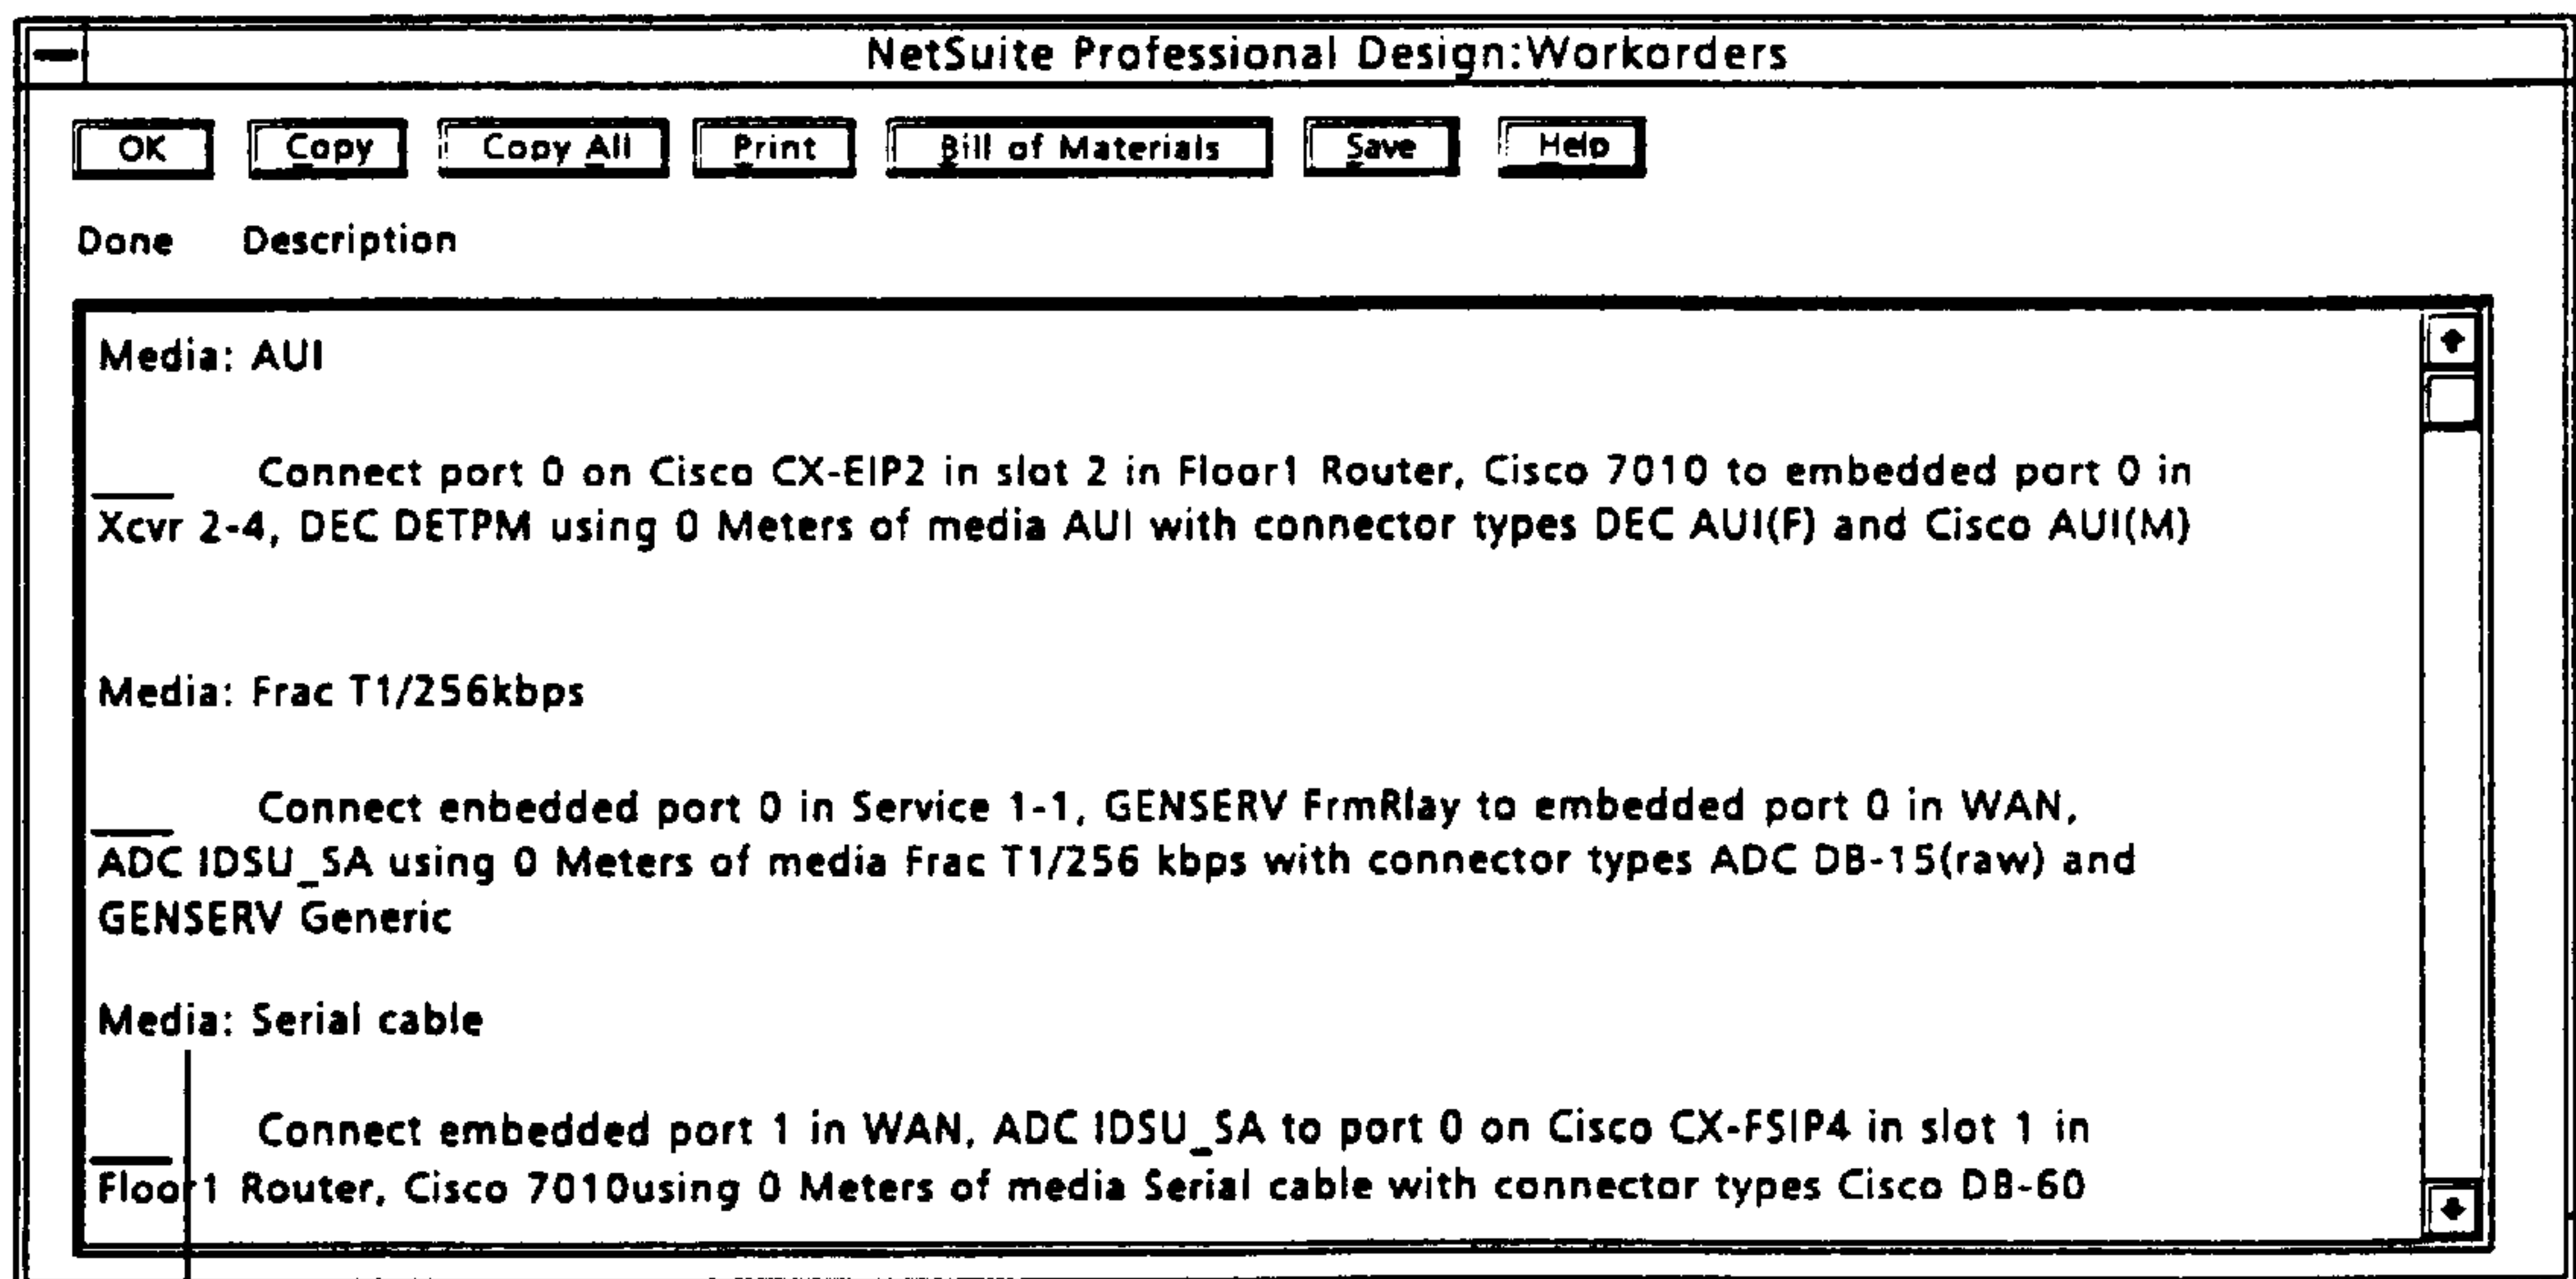 NetSuite Professional Design:Workorders
OK Copy Copy All Print Bill of Materials Save Help
Done Description
Media: AUI
Connect port 0 on Cisco CX-EIP2 in slot 2 in Floor1 Router, Cisco 7010 to embedded port 0 in
Xcvr 2-4, DEC DETPM using 0 Meters of media AUI with connector types DEC AUI(F) and Cisco AUI(M)
Media: Frac T1/256kbps
Connect enbedded port 0 in Service 1-1, GENSERV FrmRlay to embedded port 0 in WAN,
ADC IDSU_SA using 0 Meters of media Frac T1/256 kbps with connector types ADC DB-15(raw) and
GENSERV Generic
Media: Serial cable
Connect embedded port 1 in WAN, ADC IDSU_SA to port 0 on Cisco CX-FSIP4 in slot 1 in
Floor1 Router, Cisco 7010using 0 Meters of media Serial cable with connector types Cisco DB-60